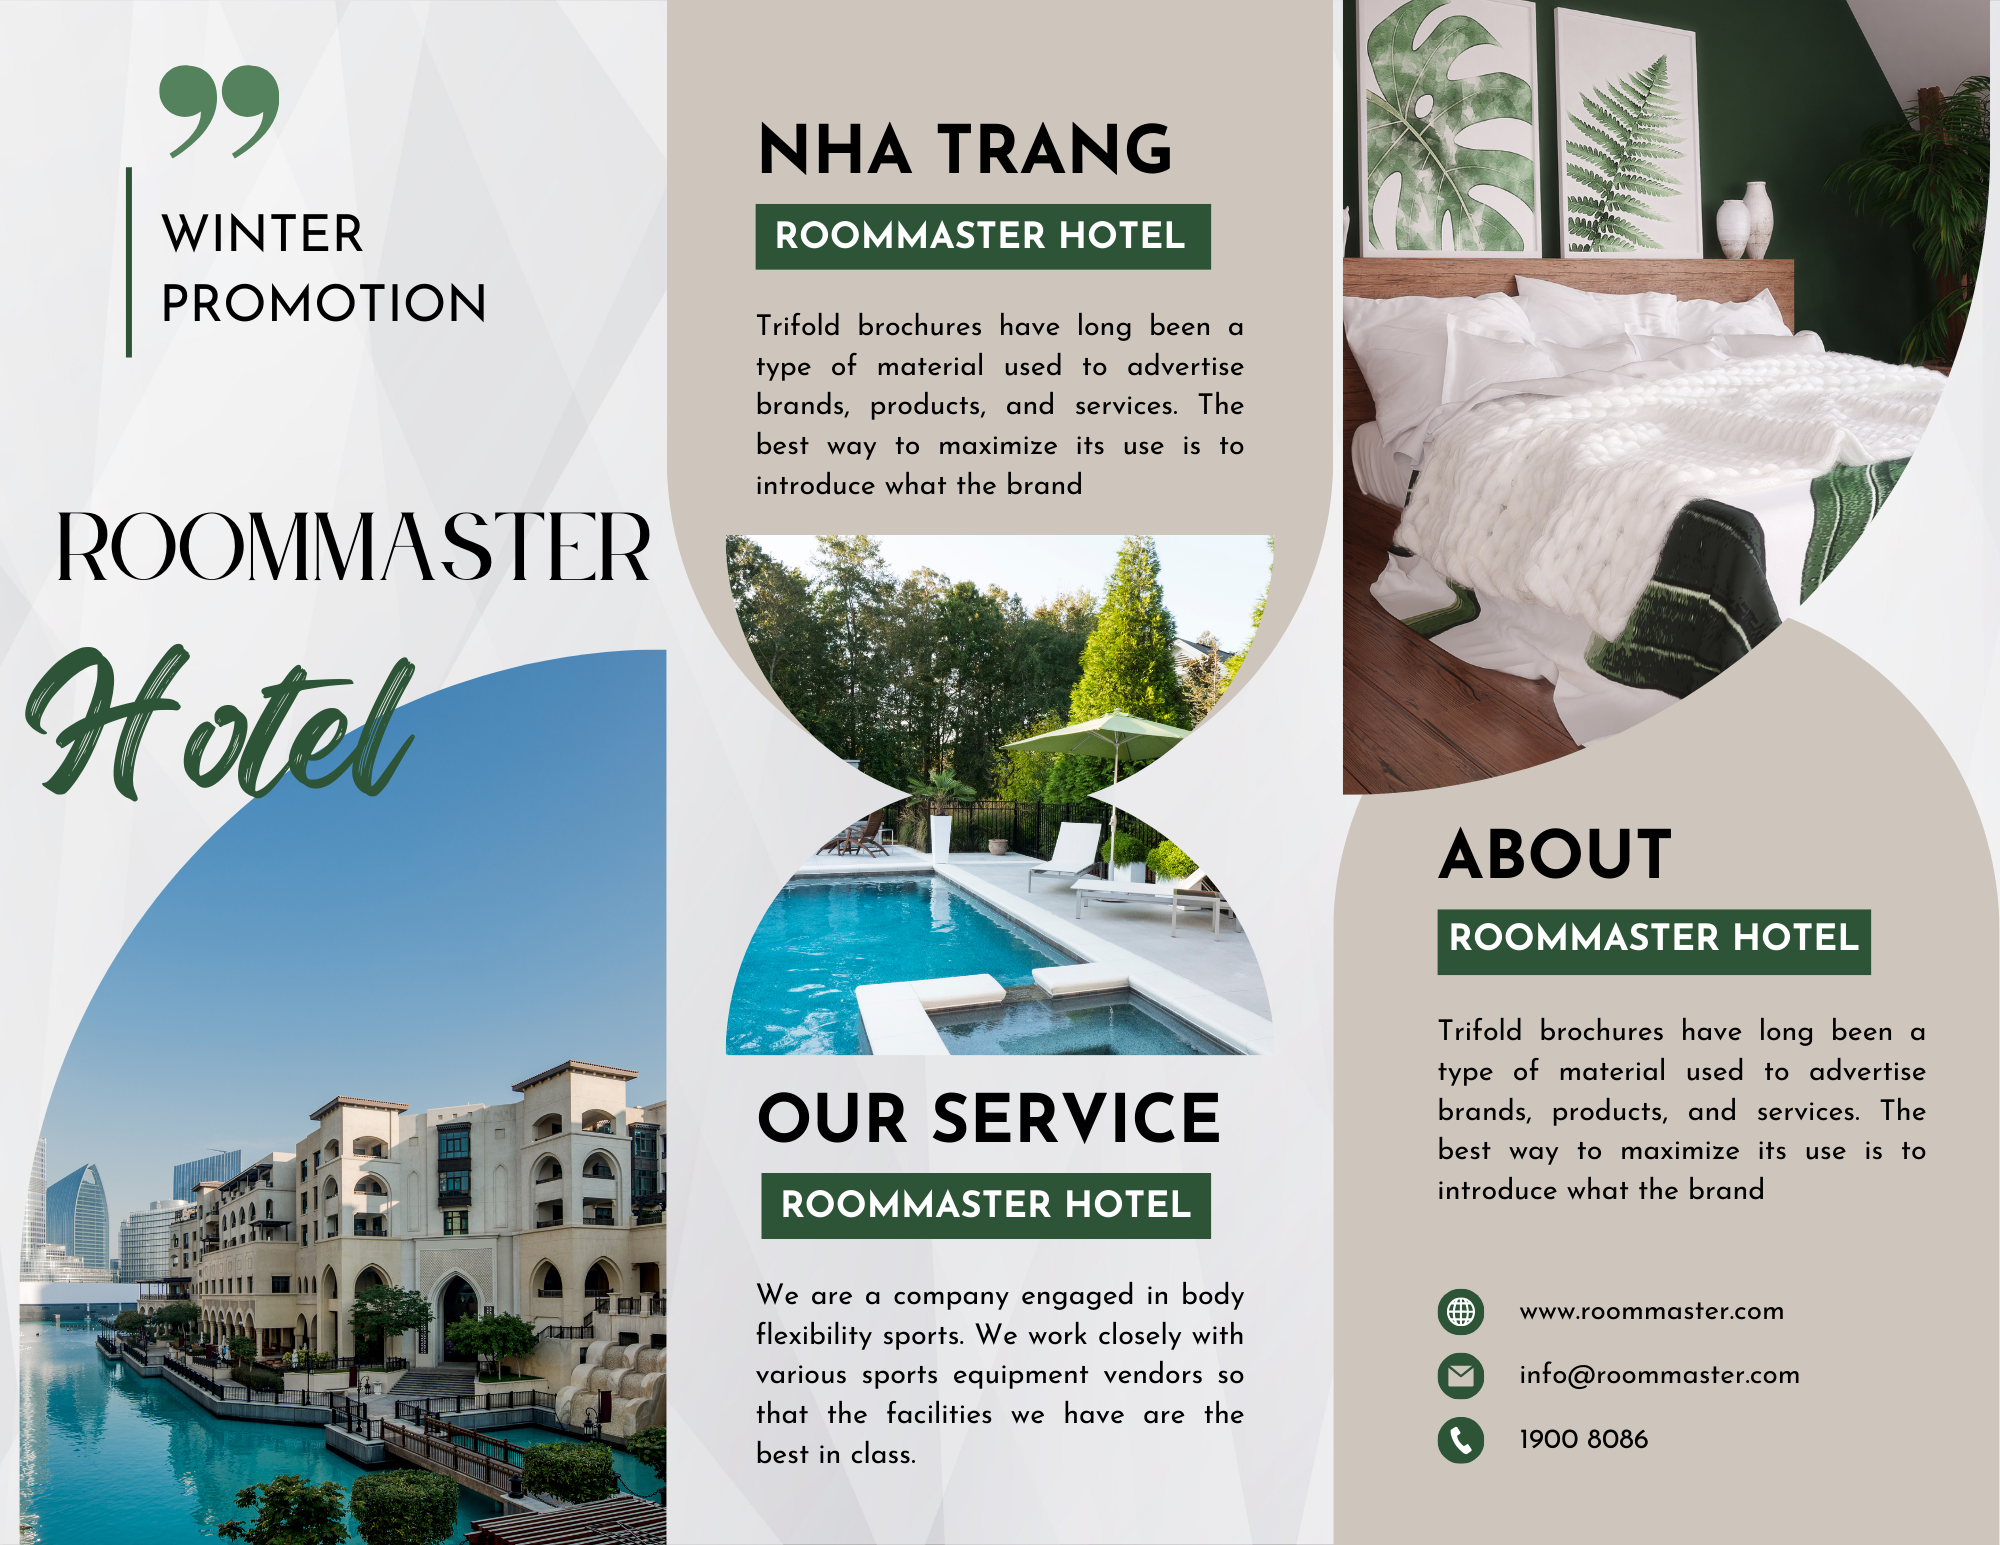 WINTER
PROMOTION
ROOMMASTER
Hotel
NHA TRANG
ROOMMASTER HOTEL
Trifold brochures have long been a
type of material used to advertise
brands, products, and services. The
best way to maximize its use is to
introduce what the brand
OUR SERVICE
ROOMMASTER HOTEL
We are a company engaged in body
flexibility sports. We work closely with
various sports equipment vendors so
that the facilities we have are the
best in class.
ABOUT
ROOMMASTER HOTEL
Trifold brochures have long been a
type of material used to advertise
brands, products, and services. The
best way to maximize its use is to
introduce what the brand
www.roommaster.com
info@roommaster.com
1900 8086